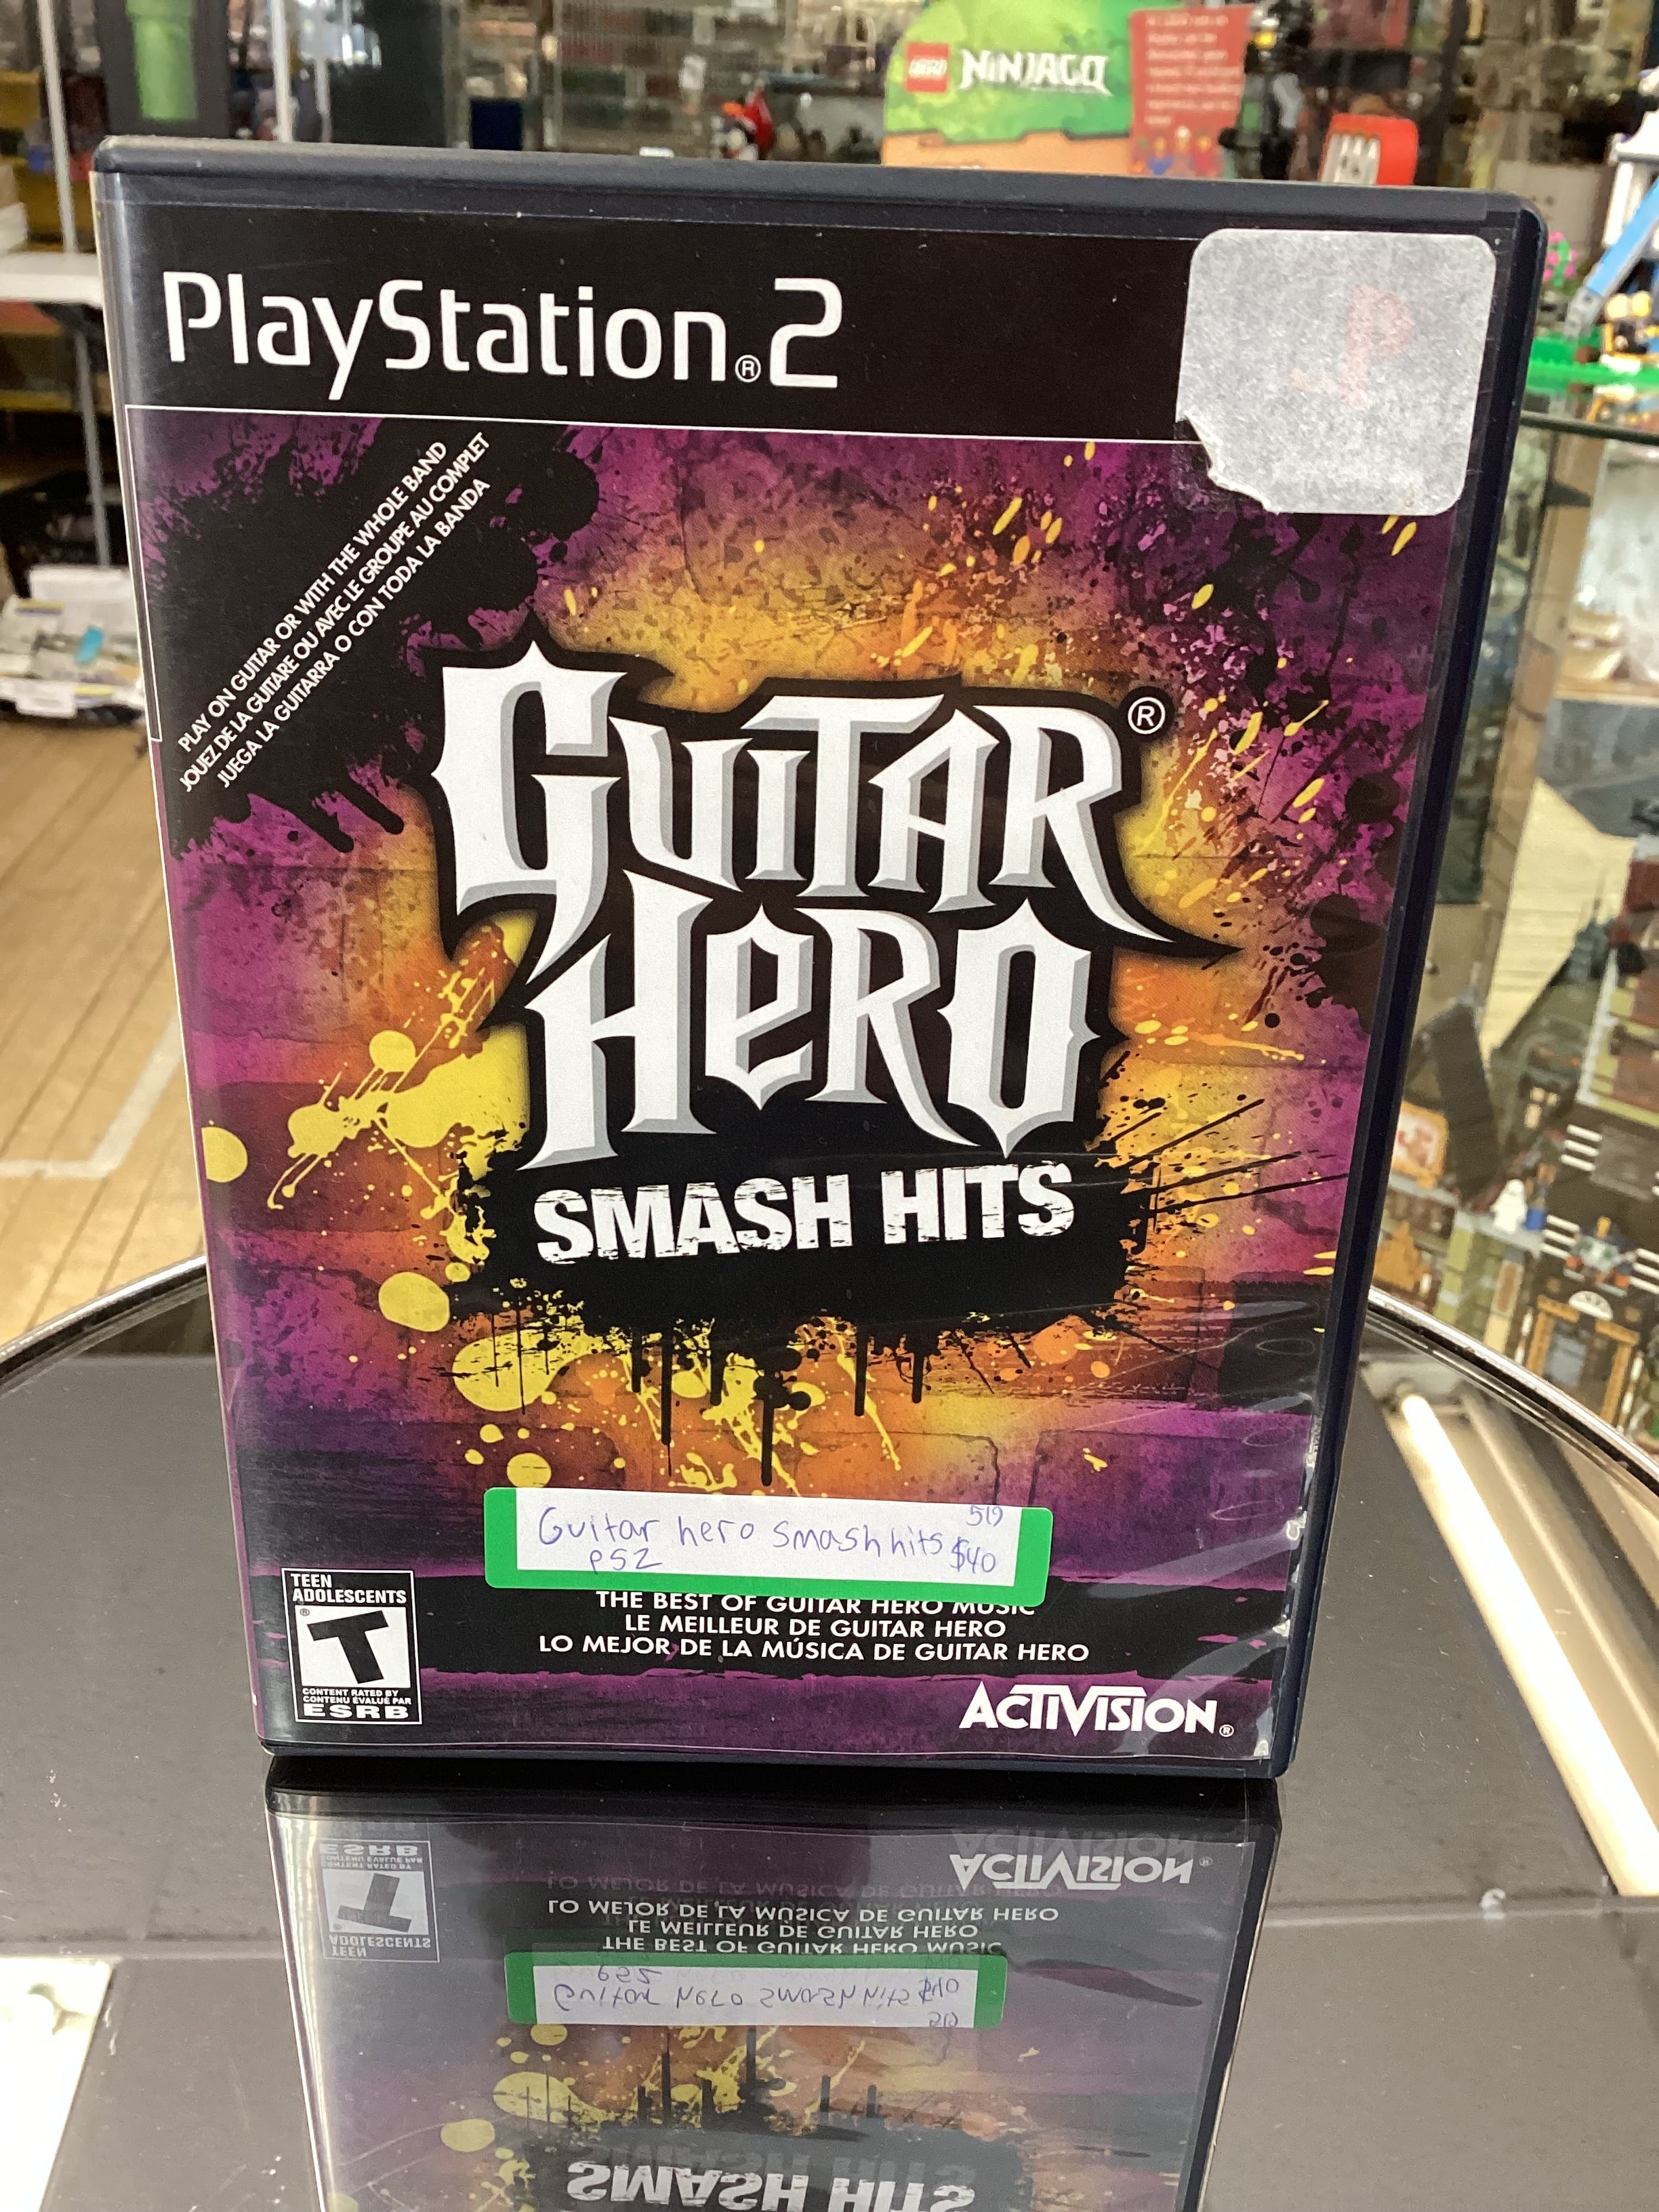 LEGO NINJAGO
PlayStation®2
PLAY ON GUITAR OR WITH THE WHOLE BAND
JOUEZ DE LA GUITARE OU AVEC LE GROUPE AU COMPLET
JUEGA LA GUITARRA O CON TODA LA BANDA
GUITAR®
HERO
SMASH HITS
519
Guitar hero Smash hits $40
PS2
THE BEST OF GUITAR HERO MUSIC
LE MEILLEUR DE GUITAR HERO
LO MEJOR DE LA MÚSICA DE GUITAR HERO
TEEN
ADOLESCENTS
T®
CONTENT RATED BY
CONTENU ÉVALUÉ PAR
ESRB
ACTIVISION®